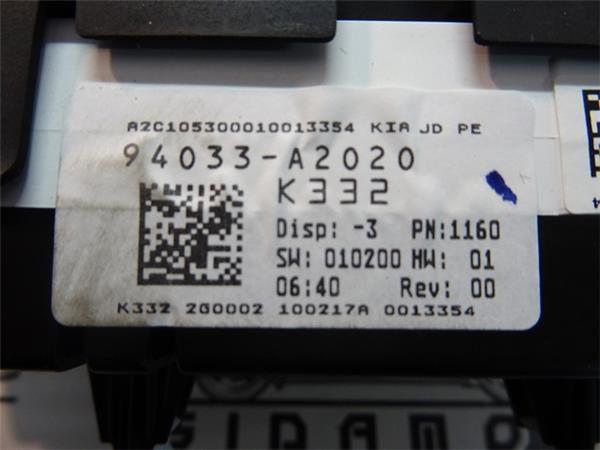 A2C105300010013354 KIA JD PE
94033-A2020
K332
Disp: -3 PN:1160
SW: 010200 HW: 01
06:40 Rev: 00
K332 2G0002 100217A 0013354